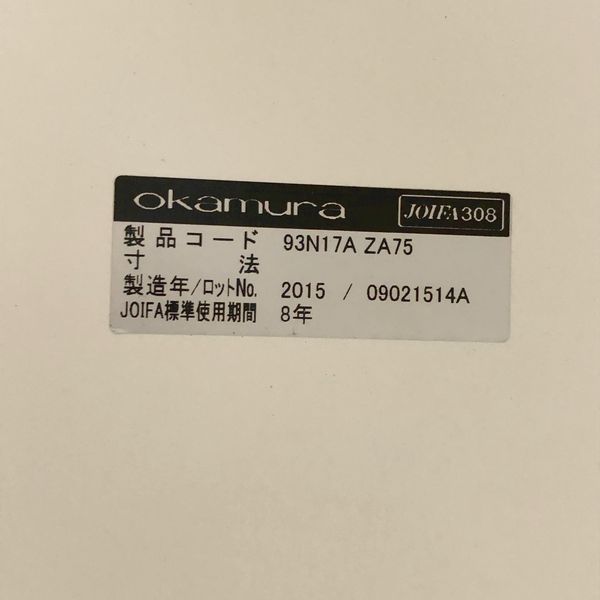 okamura JOIFA308
製品コード 93N17A ZA75
寸法
製造年/ロットNo. 2015 / 09021514A
JOIFA標準使用期間 8年